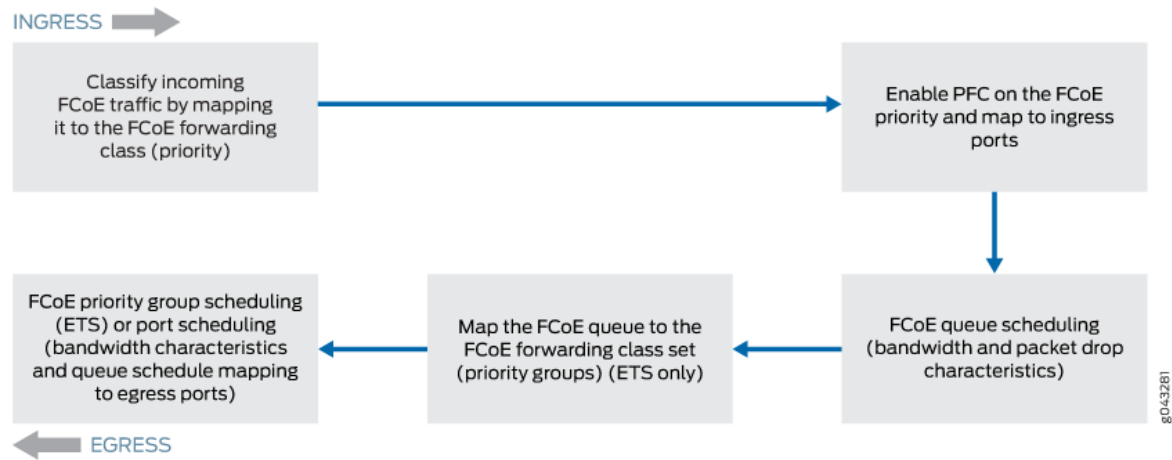 INGRESS
Classify incoming
FCoE traffic by mapping
it to the FCoE forwarding
class (priority)
Enable PFC on the FCoE
priority and map to ingress
ports
FCoE queue scheduling
(bandwidth and packet drop
characteristics)
Map the FCoE queue to the
FCoE forwarding class set
(priority groups) (ETS only)
FCoE priority group scheduling
(ETS) or port scheduling
(bandwidth characteristics
and queue schedule mapping
to egress ports)
EGRESS
g043281